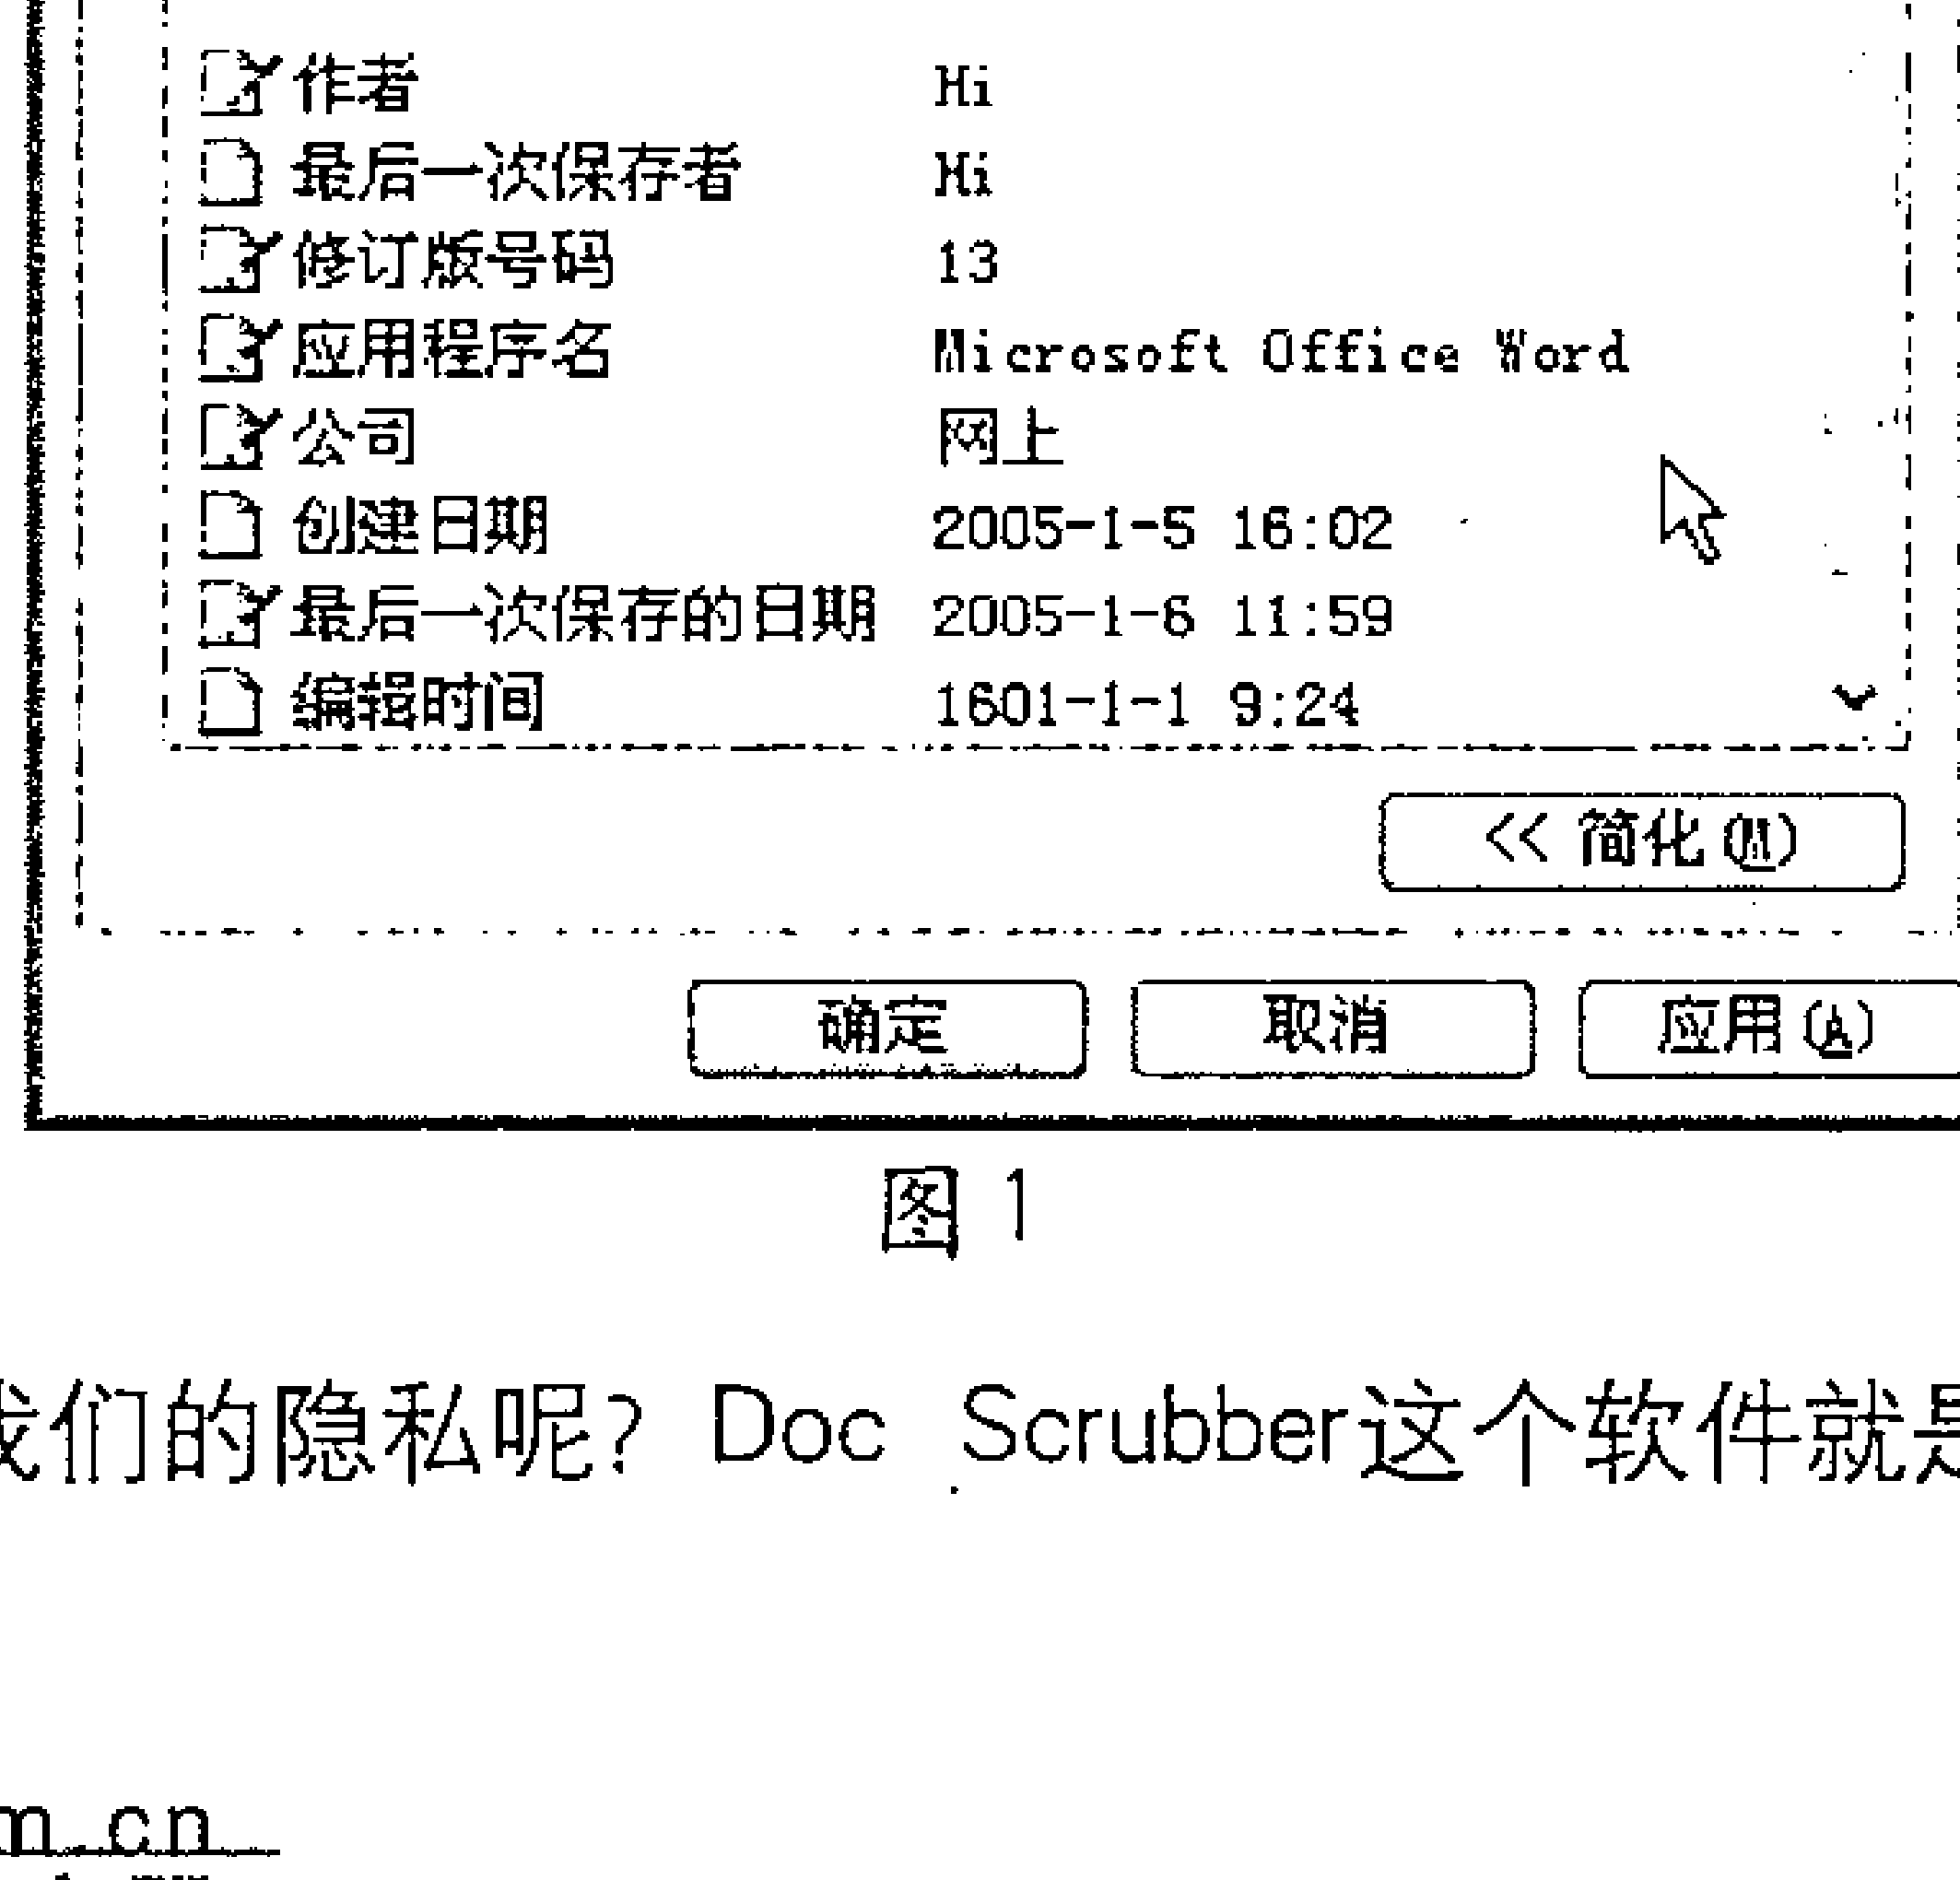 作者 Hi
最后一次保存者 Hi
修订版号码 13
应用程序名 Microsoft Office Word
公司 网上
创建日期 2005-1-5 16:02
最后一次保存的日期 2005-1-6 11:59
编辑时间 1601-1-1 9:24
<< 简化(M)
确定 取消 应用(A)
图 1
我们的隐私呢? Doc Scrubber这个软件就是
m.cn